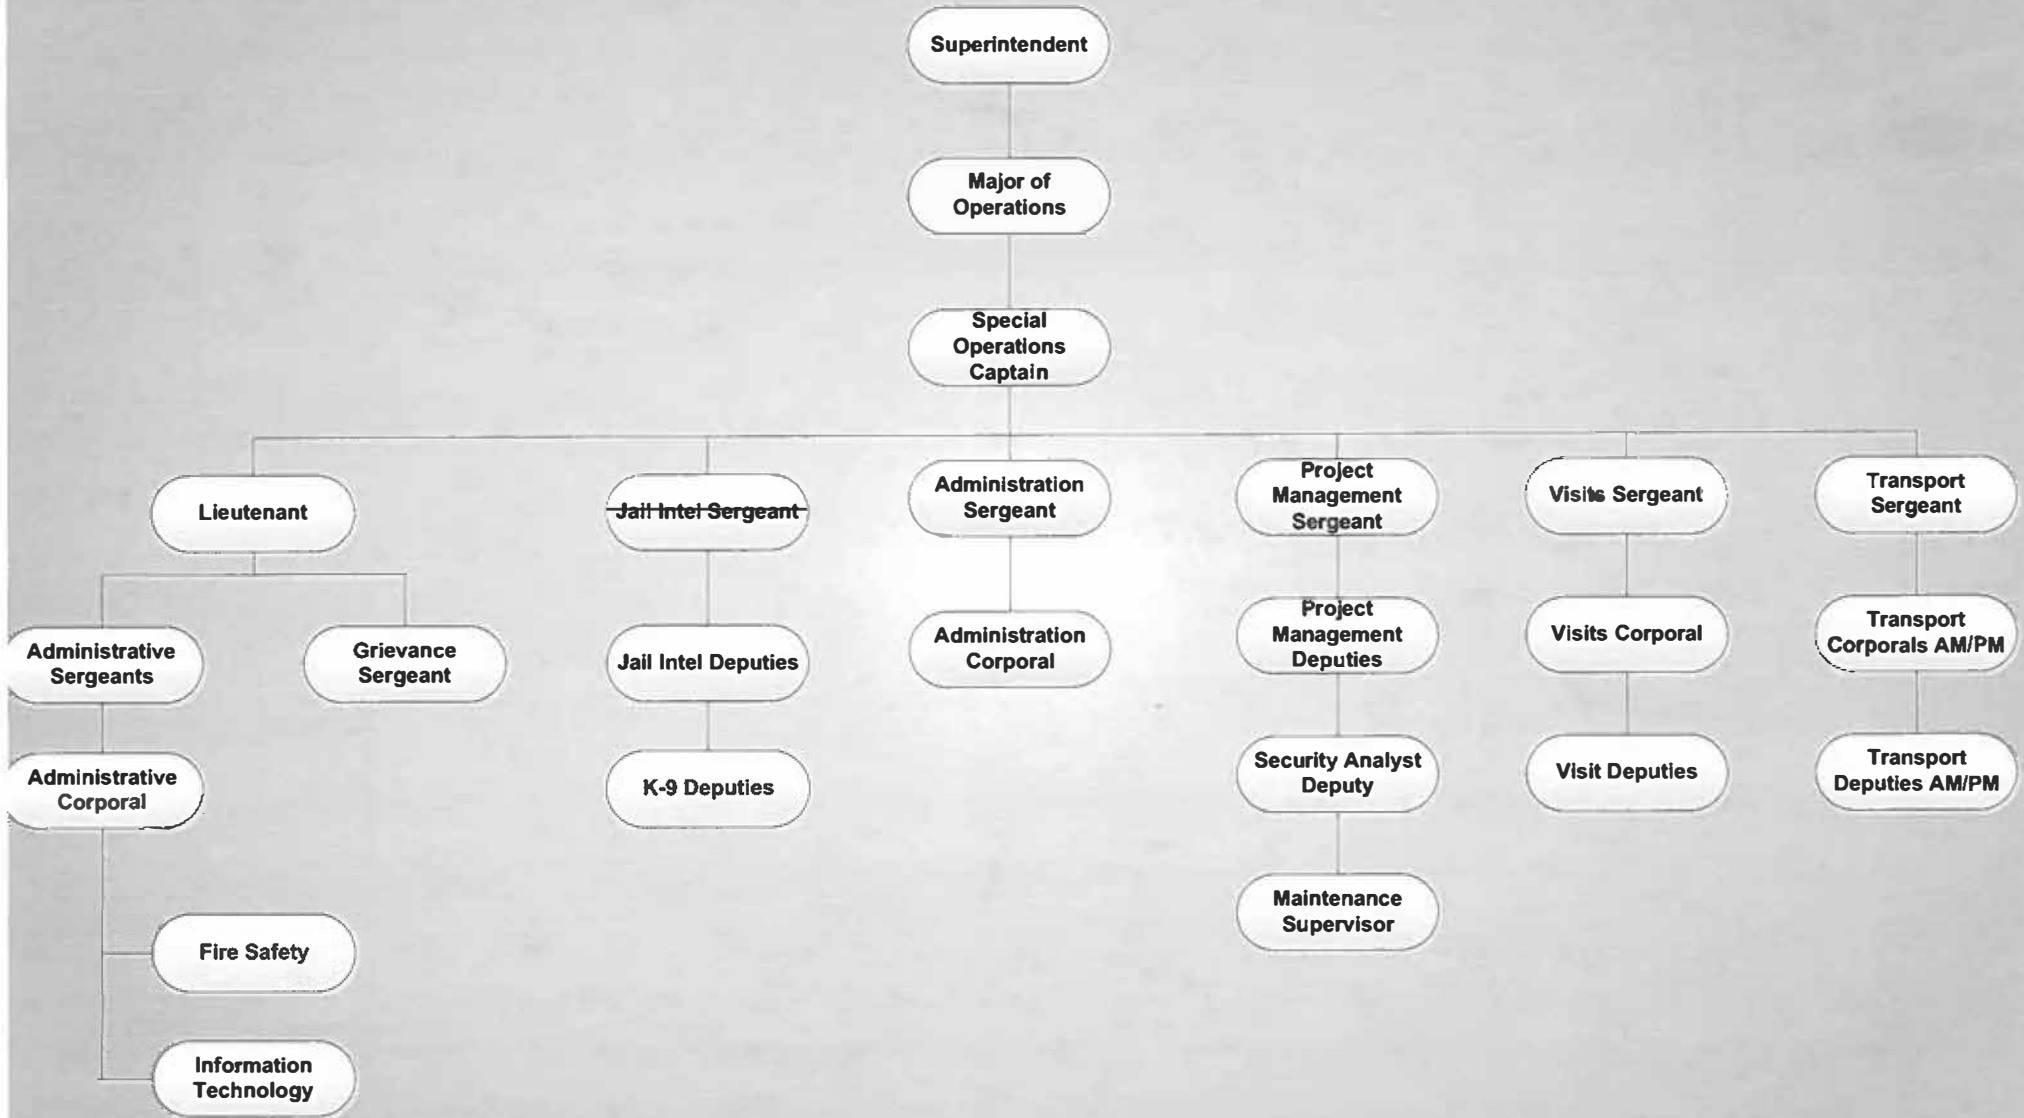 Superintendent
Major of
Operations
Special
Operations
Captain
Lieutenant
Jail Intel Sergeant
Administration
Sergeant
Project
Management
Sergeant
Visits Sergeant
Transport
Sergeant
Administrative
Sergeants
Grievance
Sergeant
Jail Intel Deputies
Administration
Corporal
Project
Management
Deputies
Visits Corporal
Transport
Corporals AM/PM
Administrative
Corporal
K-9 Deputies
Security Analyst
Deputy
Visit Deputies
Transport
Deputies AM/PM
Maintenance
Supervisor
Fire Safety
Information
Technology